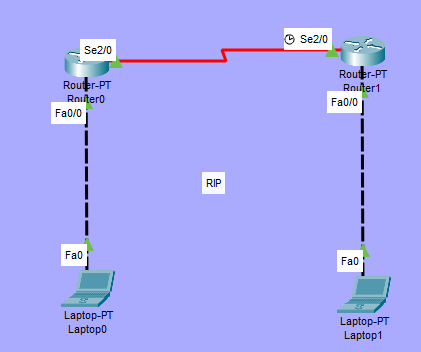 Se2/0
Se2/0
Router-PT
Router0
Router-PT
Router1
Fa0/0
Fa0/0
RIP
Fa0
Fa0
Laptop-PT
Laptop0
Laptop-PT
Laptop1